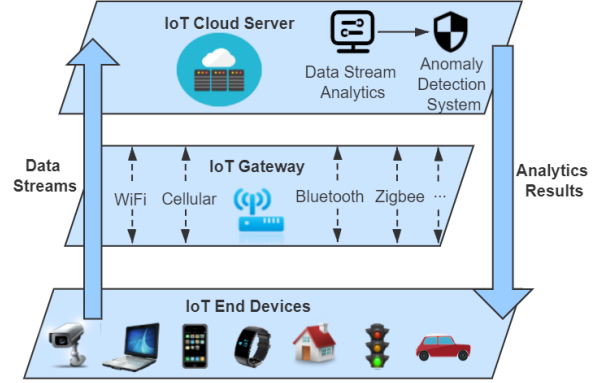 IoT Cloud Server
Data Stream
Analytics
Anomaly
Detection
System
Data
Streams
IoT Gateway
WiFi
Cellular
Bluetooth
Zigbee
...
Analytics
Results
IoT End Devices